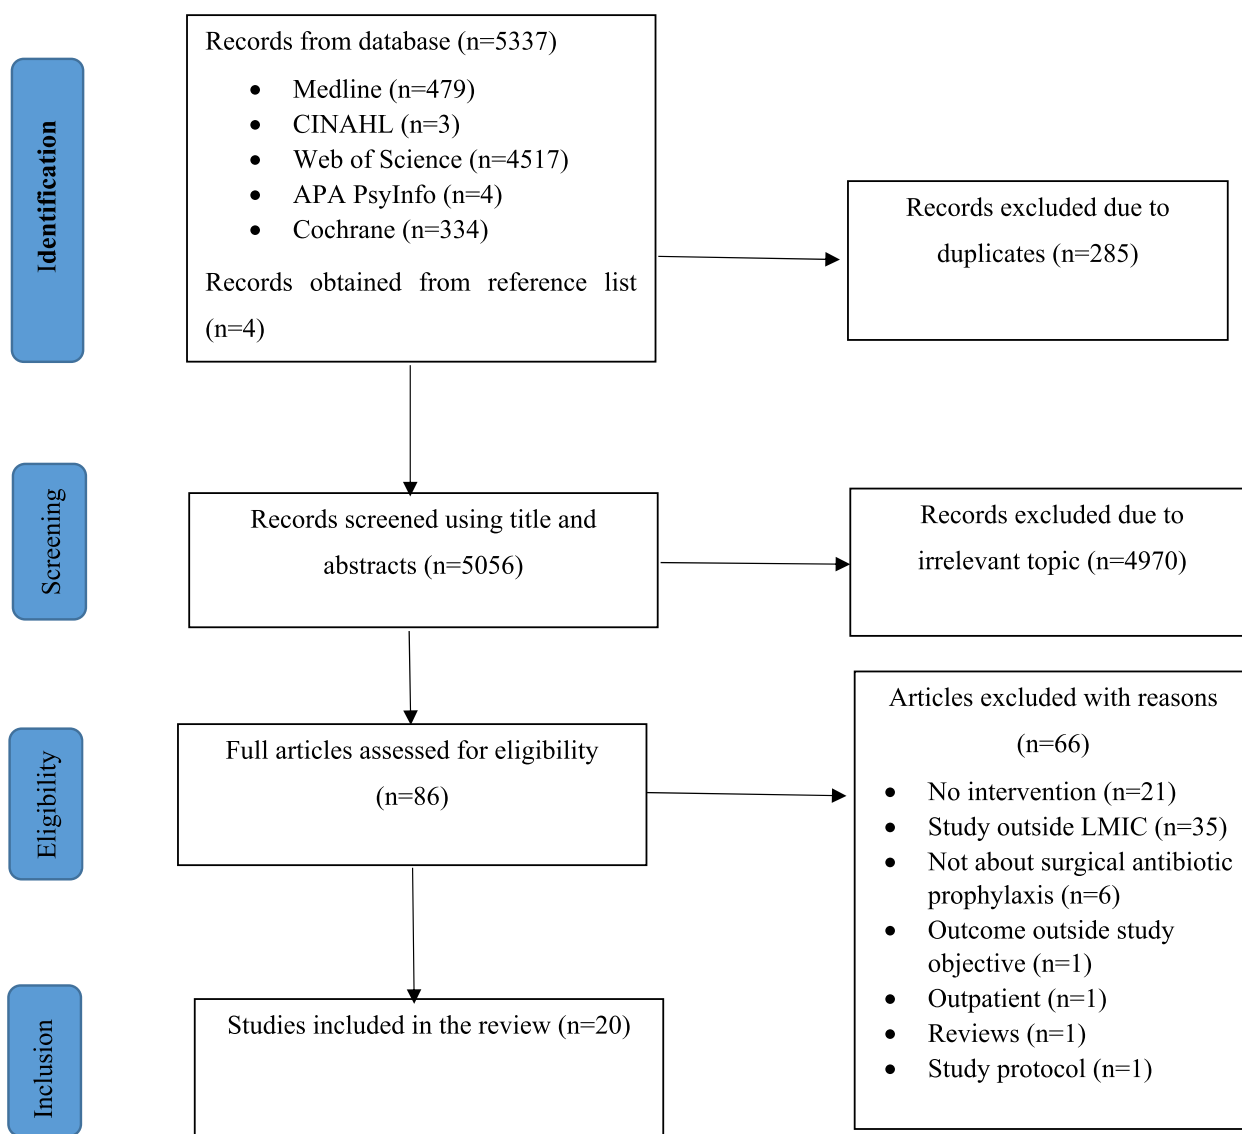 Identification
Records from database (n=5337)
• Medline (n=479)
• CINAHL (n=3)
• Web of Science (n=4517)
• APA PsyInfo (n=4)
• Cochrane (n=334)
Records obtained from reference list
(n=4)
Records excluded due to
duplicates (n=285)
Screening
Records screened using title and
abstracts (n=5056)
Records excluded due to
irrelevant topic (n=4970)
Eligibility
Full articles assessed for eligibility
(n=86)
Articles excluded with reasons
(n=66)
• No intervention (n=21)
• Study outside LMIC (n=35)
• Not about surgical antibiotic
prophylaxis (n=6)
• Outcome outside study
objective (n=1)
• Outpatient (n=1)
• Reviews (n=1)
• Study protocol (n=1)
Inclusion
Studies included in the review (n=20)